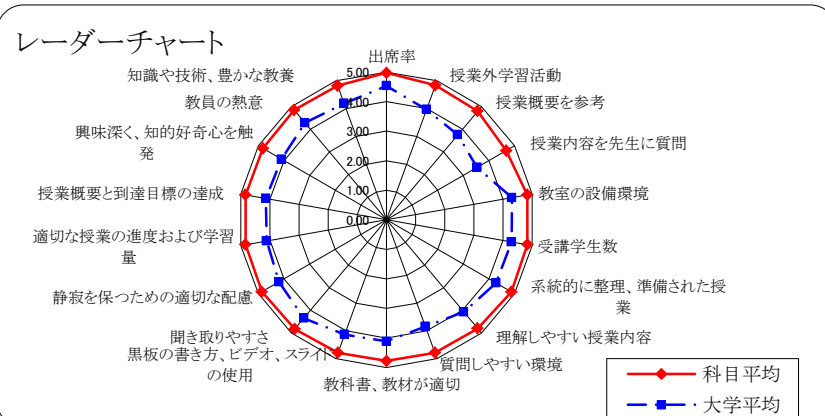 レーダーチャート
出席率
授業外学習活動
授業概要を参考
授業内容を先生に質問
教室の設備環境
受講学生数
系統的に整理、準備された授
業
理解しやすい授業内容
質問しやすい環境
教科書、教材が適切
黒板の書き方、ビデオ、スライド
の使用
聞き取りやすさ
静寂を保つための適切な配慮
適切な授業の進度および学習
量
授業概要と到達目標の達成
興味深く、知的好奇心を触
発
教員の熱意
知識や技術、豊かな教養
5.00
4.00
3.00
2.00
1.00
0.00
科目平均
大学平均